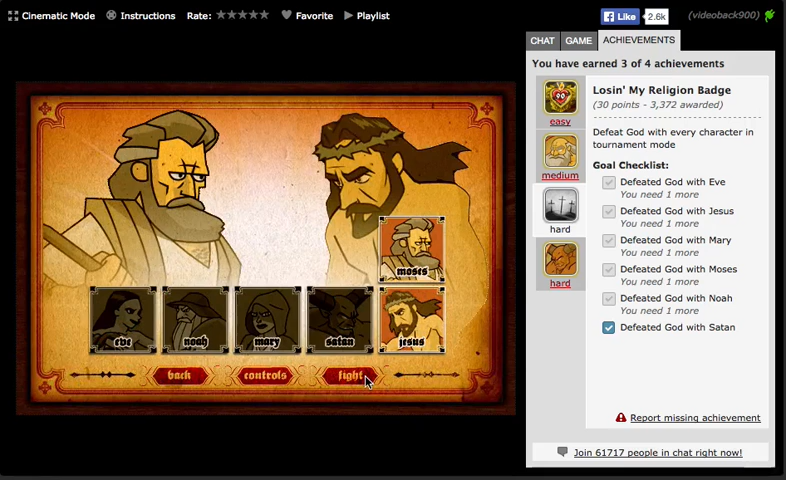 Cinematic Mode Instructions Rate: Favorite Playlist
Like 2.6k (videoback900)
CHAT GAME ACHIEVEMENTS
You have earned 3 of 4 achievements
easy
medium
hard
hard
Losin' My Religion Badge
(30 points - 3,372 awarded)
Defeat God with every character in
tournament mode
Goal Checklist:
Defeated God with Eve
You need 1 more
Defeated God with Jesus
You need 1 more
Defeated God with Mary
You need 1 more
Defeated God with Moses
You need 1 more
Defeated God with Noah
You need 1 more
Defeated God with Satan
Report missing achievement
Join 61717 people in chat right now!
moses
eve noah mary satan jesus
back controls fight